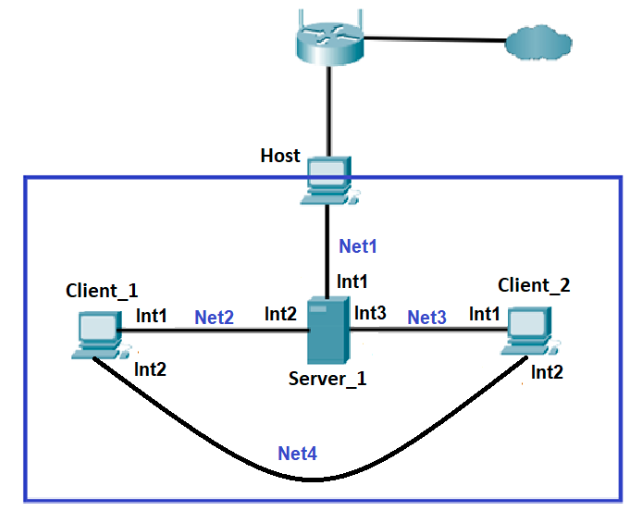 Host
Net1
Int1
Client_1
Client_2
Int1
Net2
Int2
Int3
Net3
Int1
Int2
Server_1
Int2
Net4